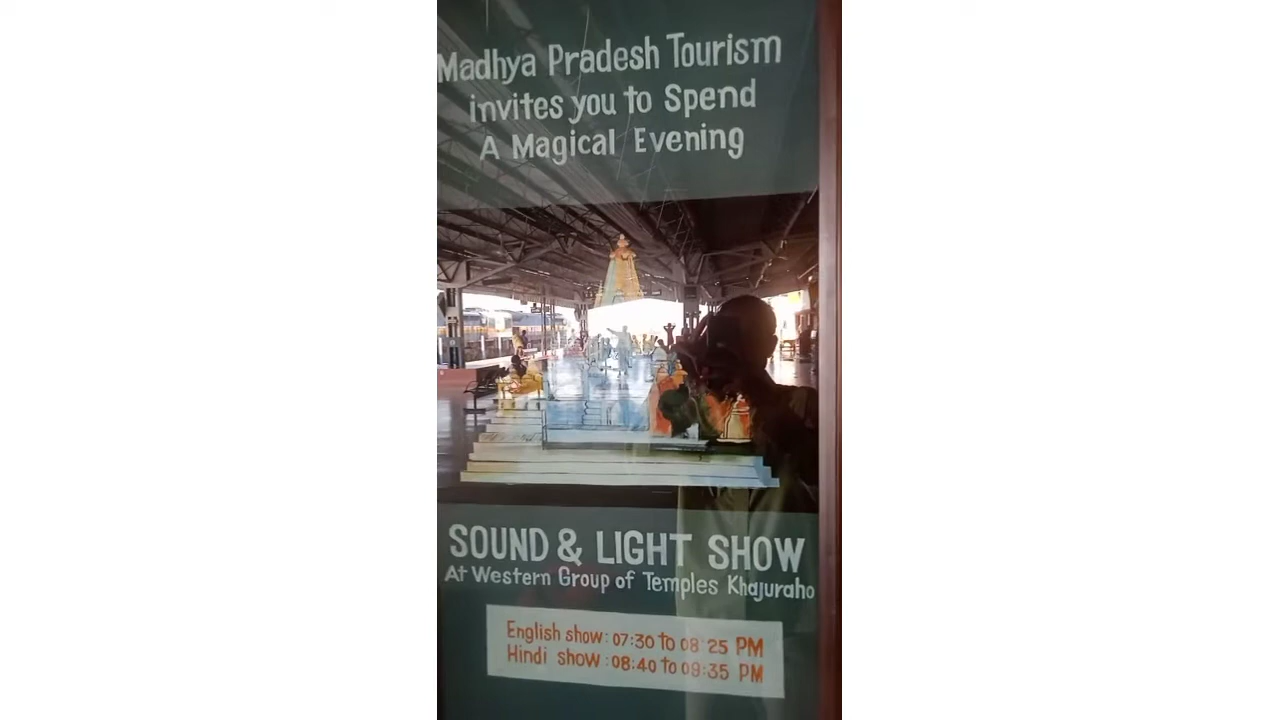 Madhya Pradesh Tourism
invites you to Spend
A Magical Evening
SOUND & LIGHT SHOW
At Western Group of Temples Khajuraho
English show: 07:30 to 08:25 PM
Hindi show :08:40 to 09:35 PM